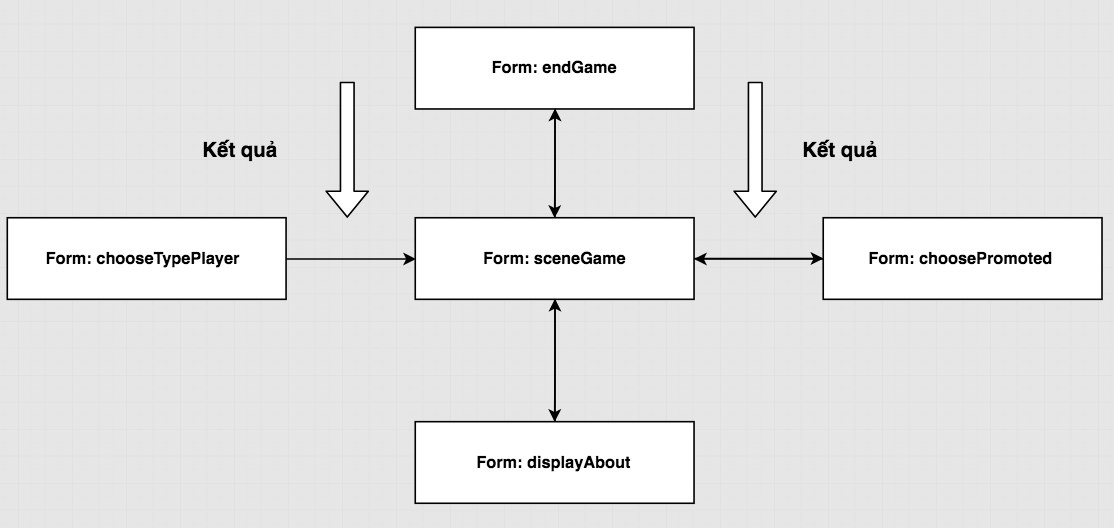 Form: endGame
Kết quả
Kết quả
Form: chooseTypePlayer
Form: sceneGame
Form: choosePromoted
Form: displayAbout